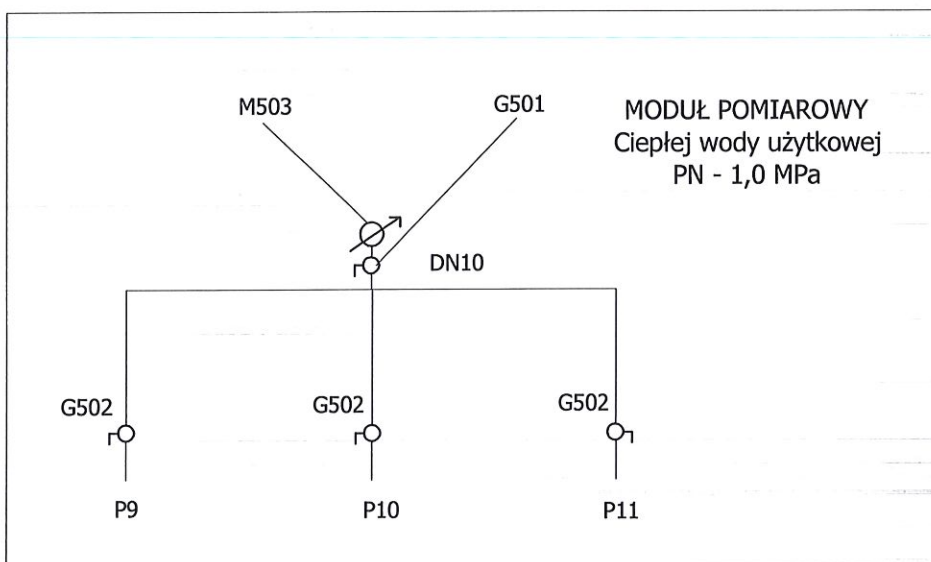 M503
G501
MODUŁ POMIAROWY
Ciepłej wody użytkowej
PN - 1,0 MPa
DN10
G502
G502
G502
P9
P10
P11